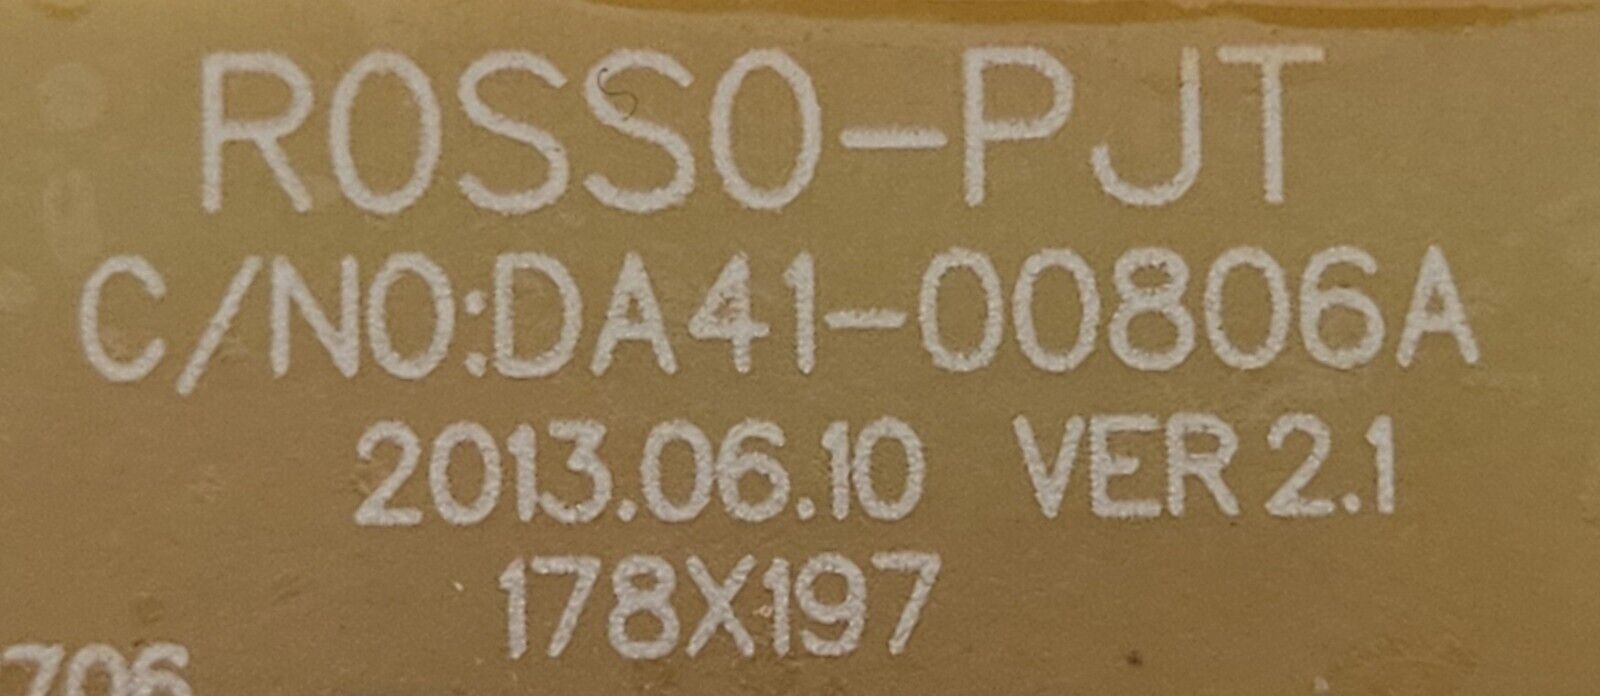 ROSSO-PJT
C/NO:DA41-00806A
2013.06.10 VER 2.1
178X197
706